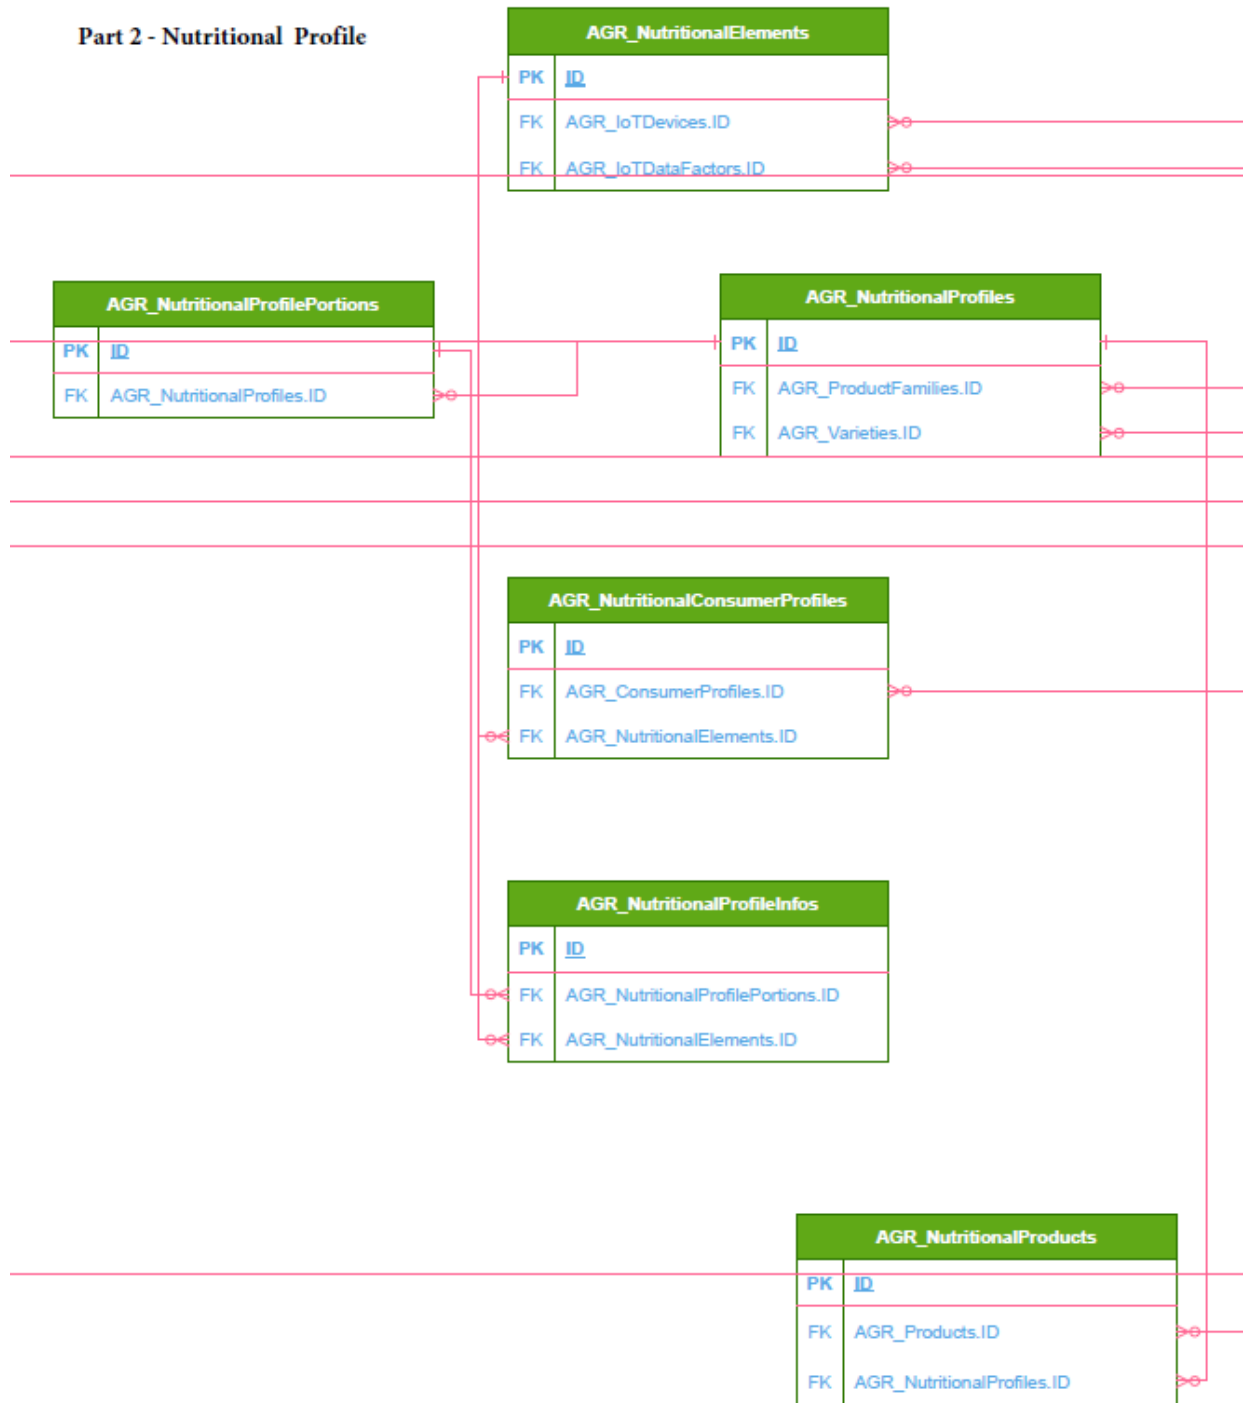 Part 2 - Nutritional Profile
AGR_NutritionalElements
PK ID
FK AGR_IoTDevices.ID
FK AGR_IoTDataFactors.ID
AGR_NutritionalProfilePortions
PK ID
FK AGR_NutritionalProfiles.ID
AGR_NutritionalProfiles
PK ID
FK AGR_ProductFamilies.ID
FK AGR_Varieties.ID
AGR_NutritionalConsumerProfiles
PK ID
FK AGR_ConsumerProfiles.ID
FK AGR_NutritionalElements.ID
AGR_NutritionalProfileInfos
PK ID
FK AGR_NutritionalProfilePortions.ID
FK AGR_NutritionalElements.ID
AGR_NutritionalProducts
PK ID
FK AGR_Products.ID
FK AGR_NutritionalProfiles.ID